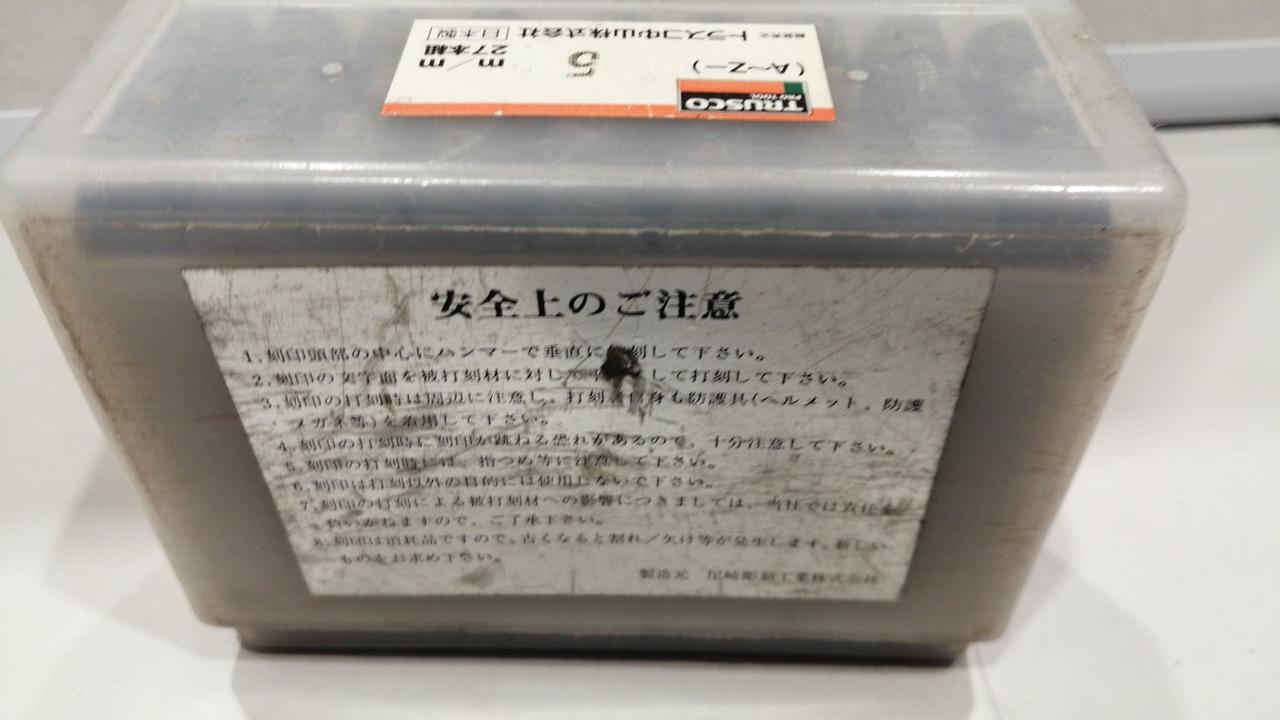 TRUSCO
PRO TOOL
(A〜Z-)
5
m/m
27本組
トラスコ中山株式会社 日本製
安全上のご注意
1.刻印頭部の中心にハンマーで垂直に 刻して下さい。
2.刻印の文字面を被打刻材に対して して打刻して下さい。
3.刻印の打刻時は周辺に注意し、打刻 自身も防護具(ヘルメット、防護
メガネ等)を着用して下さい。
4.刻印の打刻時に刻印が跳ねる恐れがあるので、十分注意して下さい。
5.刻印の打刻時には、指つめ等に注意して下さい。
6.刻印は打刻以外の目的には使用しないで下さい。
7.刻印の打刻による被打刻材への影響につきましては、当社では責任を
負いかねますので、ご了承下さい。
8.刻印は消耗品ですので、古くなると割れ/欠け等が発生します。新しい
ものをお求め下さい。
製造元 尼崎彫刻工業株式会社